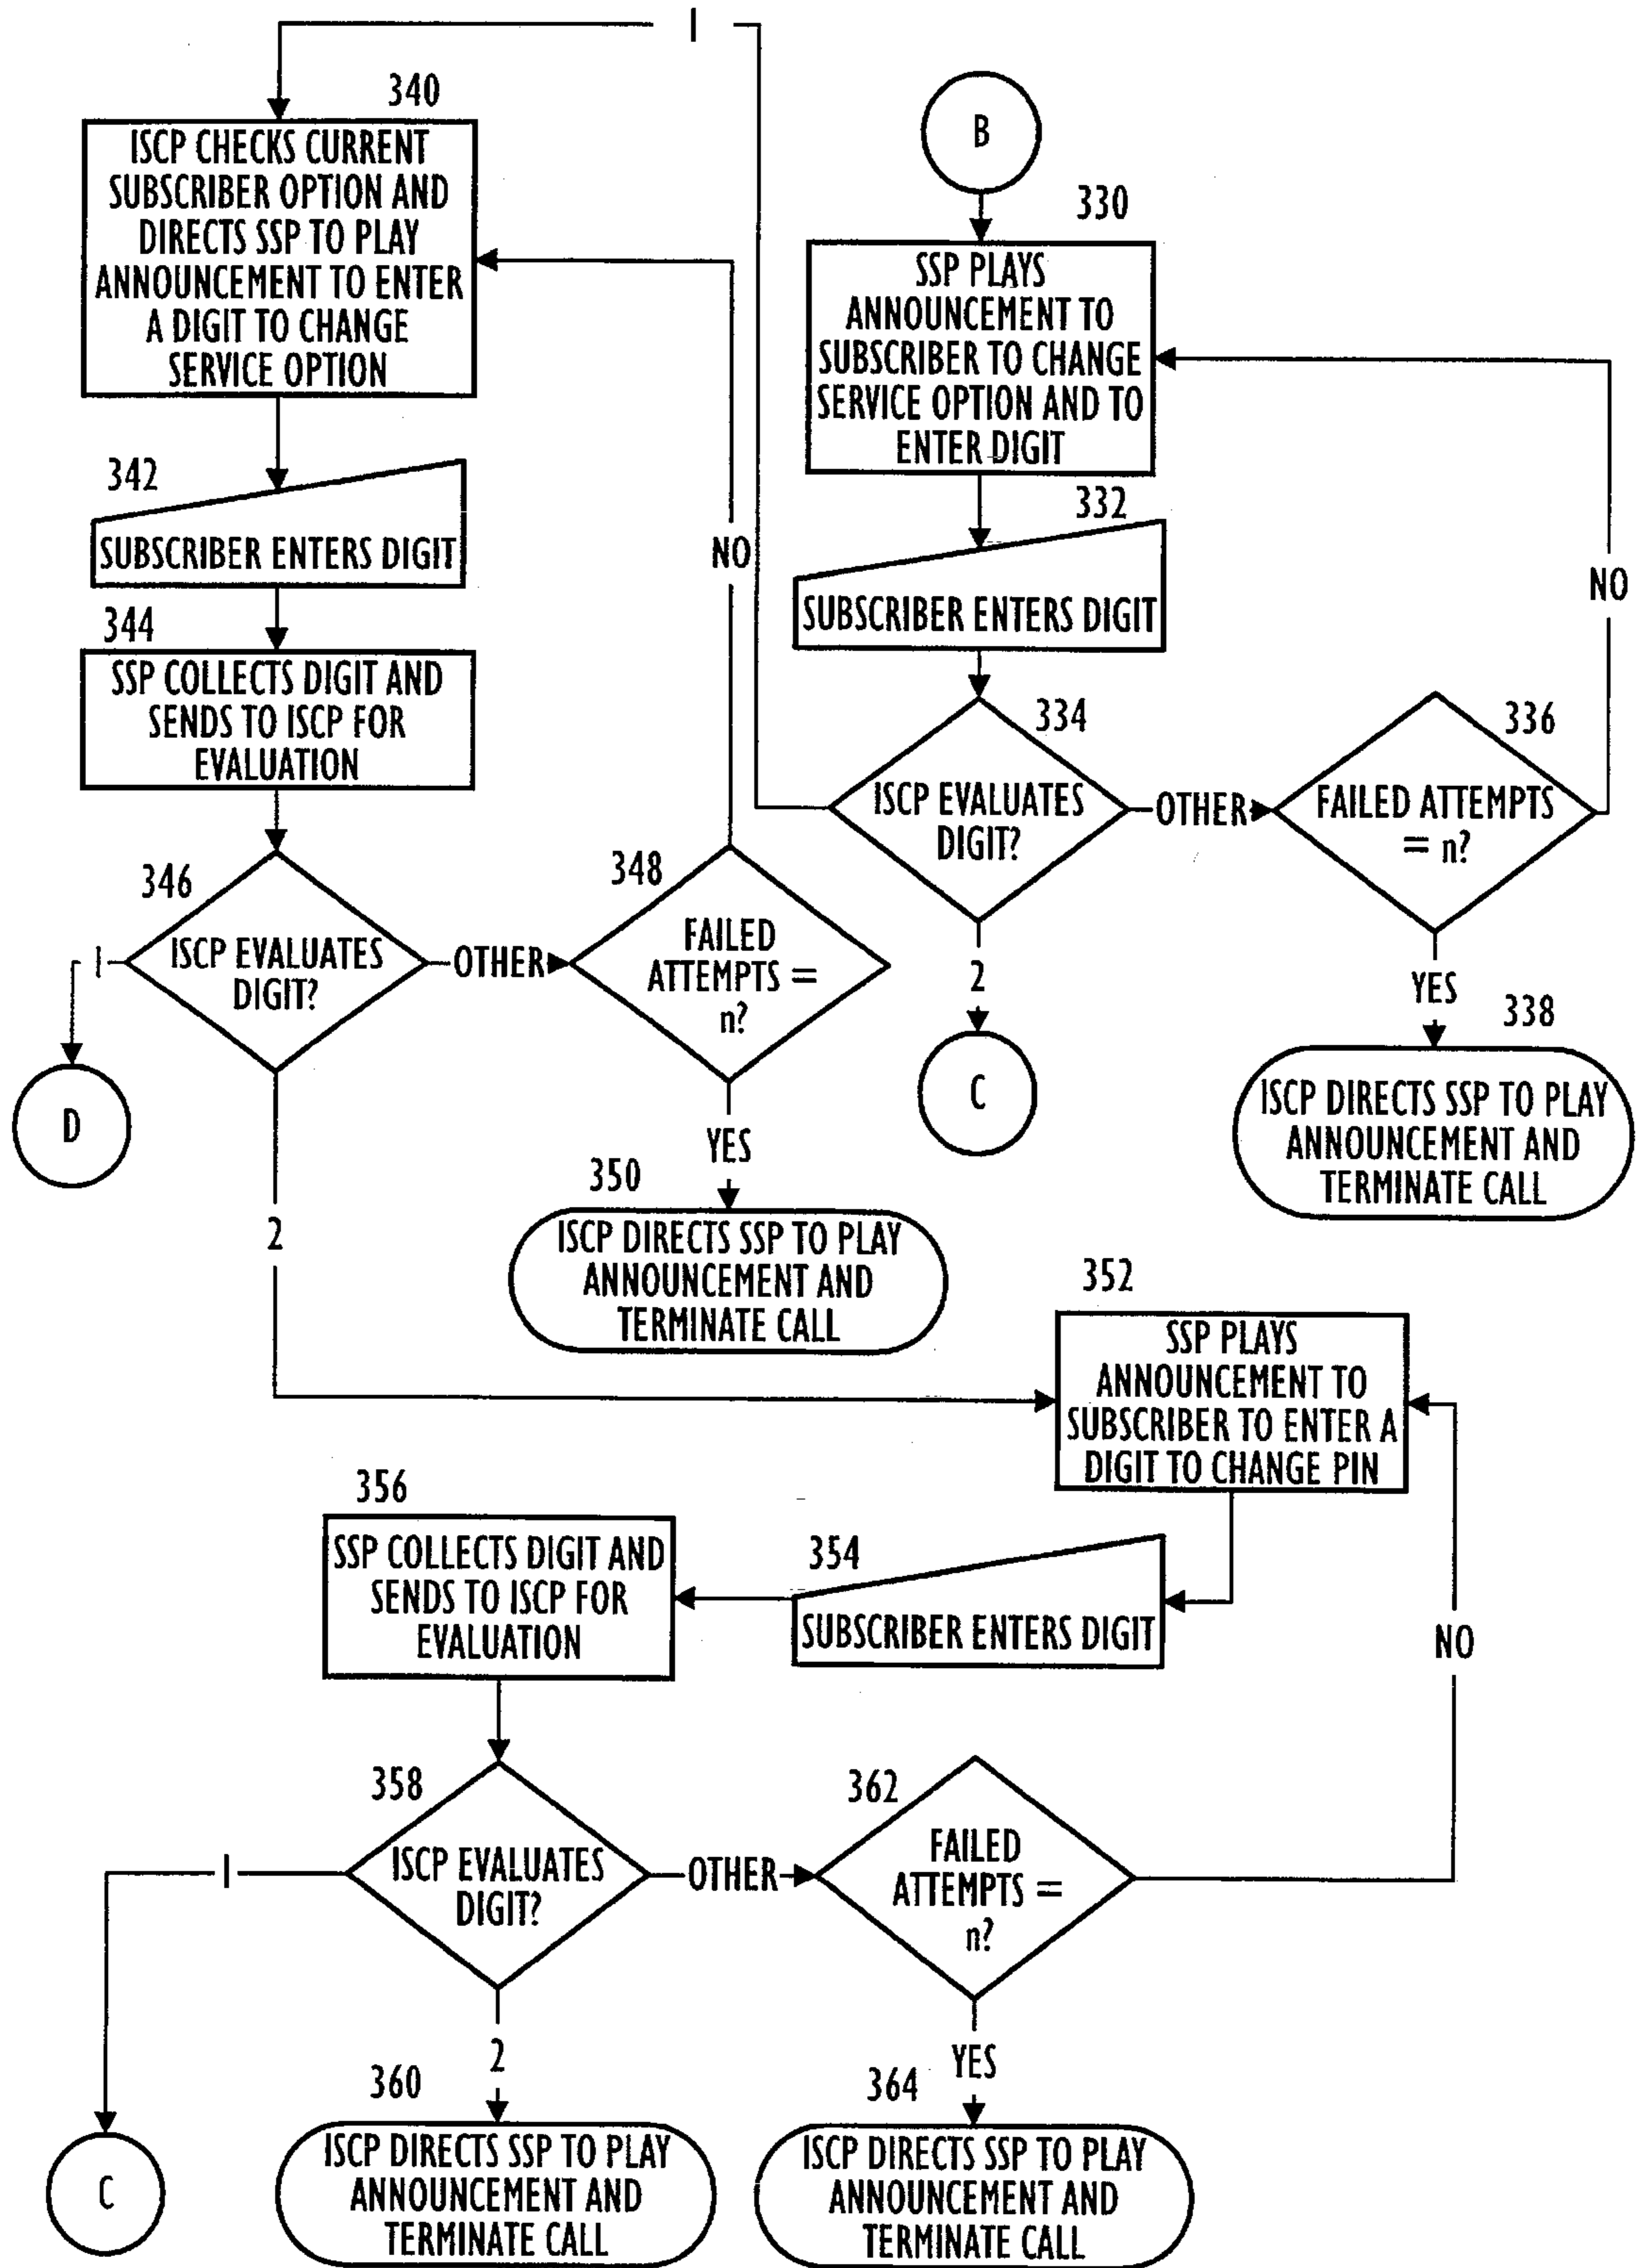 1
340
ISCP CHECKS CURRENT
SUBSCRIBER OPTION AND
DIRECTS SSP TO PLAY
ANNOUNCEMENT TO ENTER
A DIGIT TO CHANGE
SERVICE OPTION
B
330
SSP PLAYS
ANNOUNCEMENT TO
SUBSCRIBER TO CHANGE
SERVICE OPTION AND TO
ENTER DIGIT
342
SUBSCRIBER ENTERS DIGIT
NO
332
SUBSCRIBER ENTERS DIGIT
NO
344
SSP COLLECTS DIGIT AND
SENDS TO ISCP FOR
EVALUATION
334
ISCP EVALUATES
DIGIT?
OTHER
336
FAILED ATTEMPTS
= n?
346
ISCP EVALUATES
DIGIT?
1
OTHER
348
FAILED
ATTEMPTS =
n?
2
YES
338
D
C
ISCP DIRECTS SSP TO PLAY
ANNOUNCEMENT AND
TERMINATE CALL
YES
350
2
ISCP DIRECTS SSP TO PLAY
ANNOUNCEMENT AND
TERMINATE CALL
352
SSP PLAYS
ANNOUNCEMENT TO
SUBSCRIBER TO ENTER A
DIGIT TO CHANGE PIN
356
SSP COLLECTS DIGIT AND
SENDS TO ISCP FOR
EVALUATION
354
SUBSCRIBER ENTERS DIGIT
NO
358
ISCP EVALUATES
DIGIT?
1
OTHER
362
FAILED
ATTEMPTS =
n?
2
YES
360
364
C
ISCP DIRECTS SSP TO PLAY
ANNOUNCEMENT AND
TERMINATE CALL
ISCP DIRECTS SSP TO PLAY
ANNOUNCEMENT AND
TERMINATE CALL